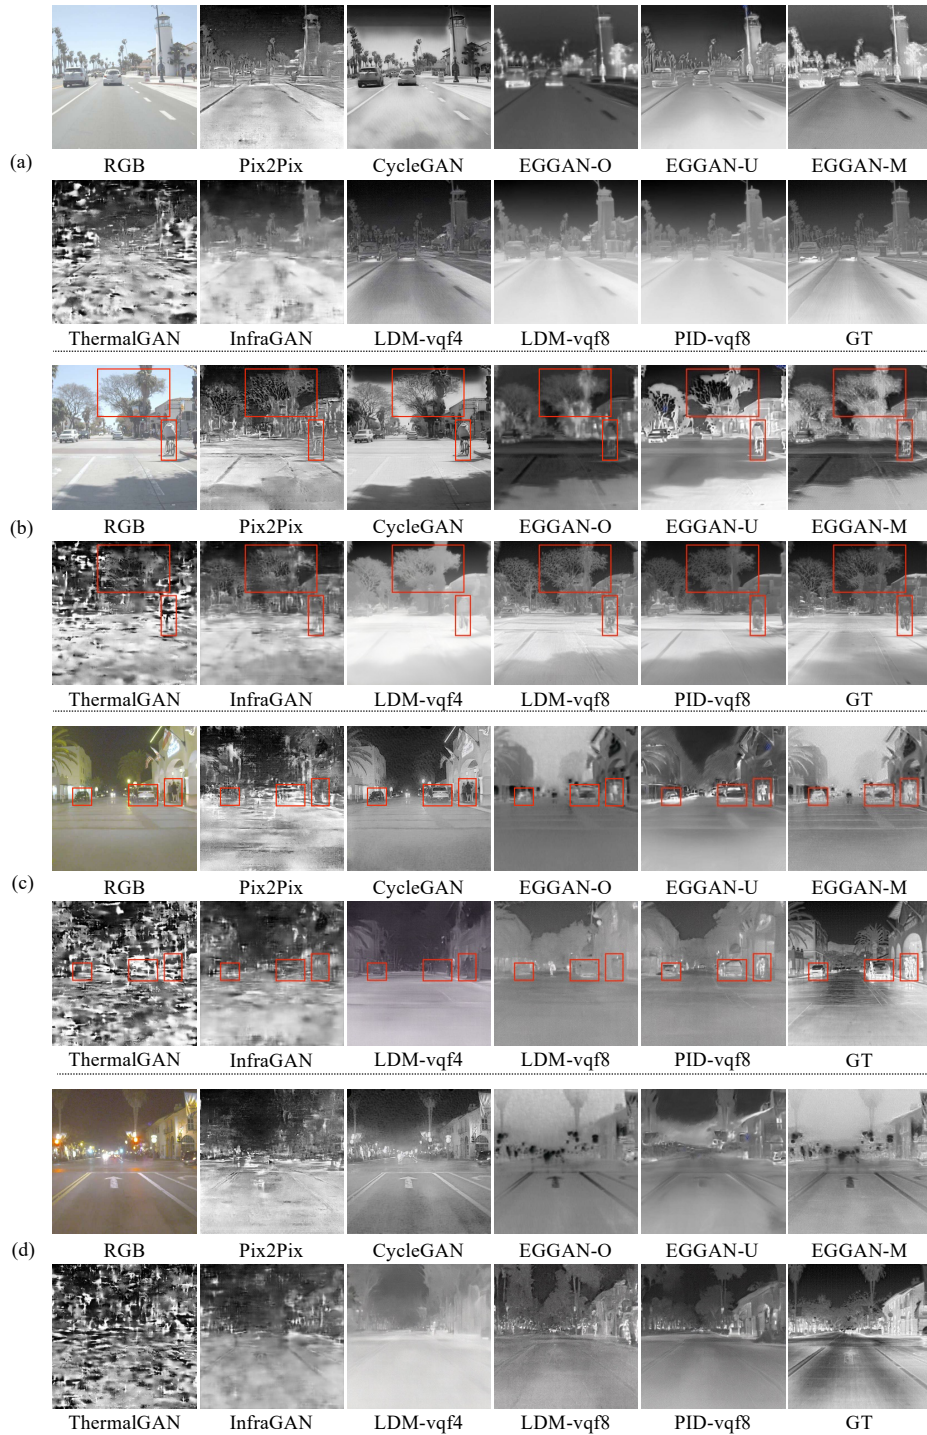 (a)
RGB Pix2Pix CycleGAN EGGAN-O EGGAN-U EGGAN-M
ThermalGAN InfraGAN LDM-vqf4 LDM-vqf8 PID-vqf8 GT
(b)
RGB Pix2Pix CycleGAN EGGAN-O EGGAN-U EGGAN-M
ThermalGAN InfraGAN LDM-vqf4 LDM-vqf8 PID-vqf8 GT
(c)
RGB Pix2Pix CycleGAN EGGAN-O EGGAN-U EGGAN-M
ThermalGAN InfraGAN LDM-vqf4 LDM-vqf8 PID-vqf8 GT
(d)
RGB Pix2Pix CycleGAN EGGAN-O EGGAN-U EGGAN-M
ThermalGAN InfraGAN LDM-vqf4 LDM-vqf8 PID-vqf8 GT